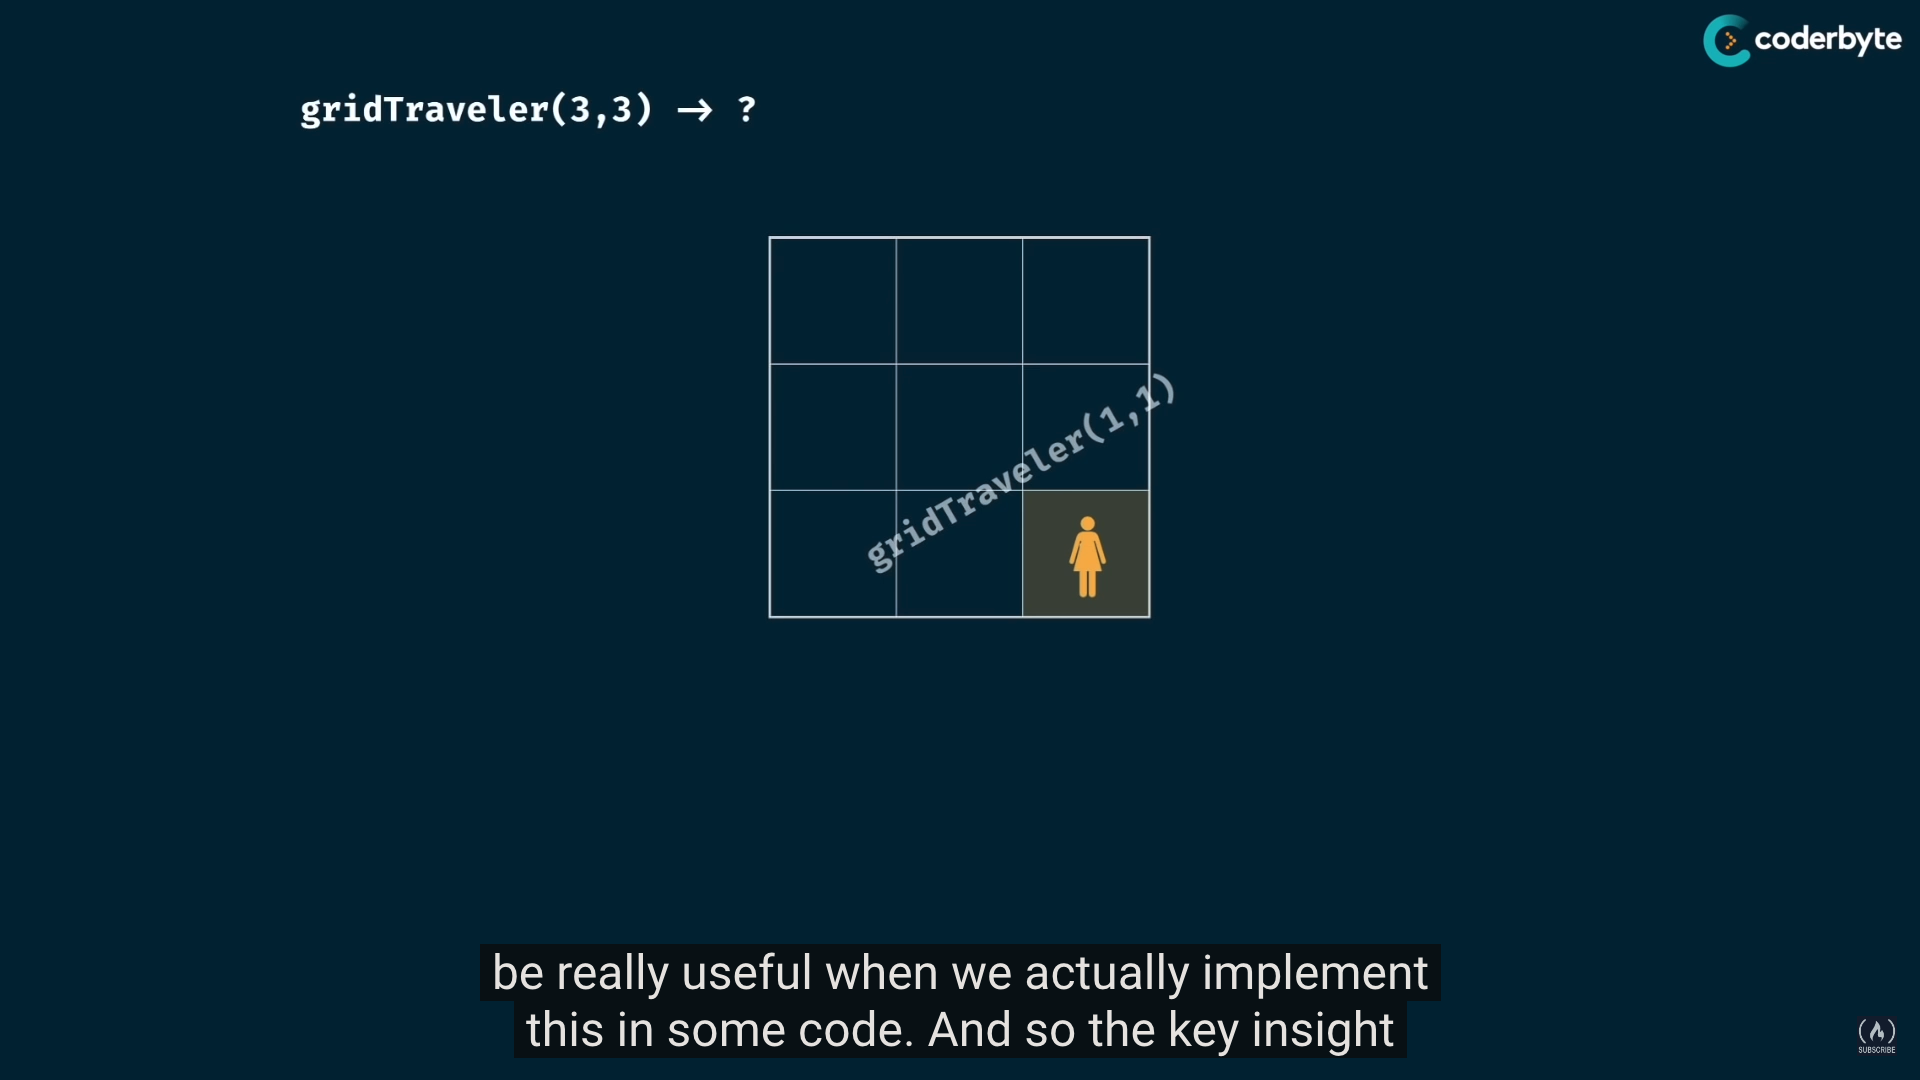 coderbyte
gridTraveler(3,3) → ?
gridTraveler(1,1)
be really useful when we actually implement
this in some code. And so the key insight
SUBSCRIBE